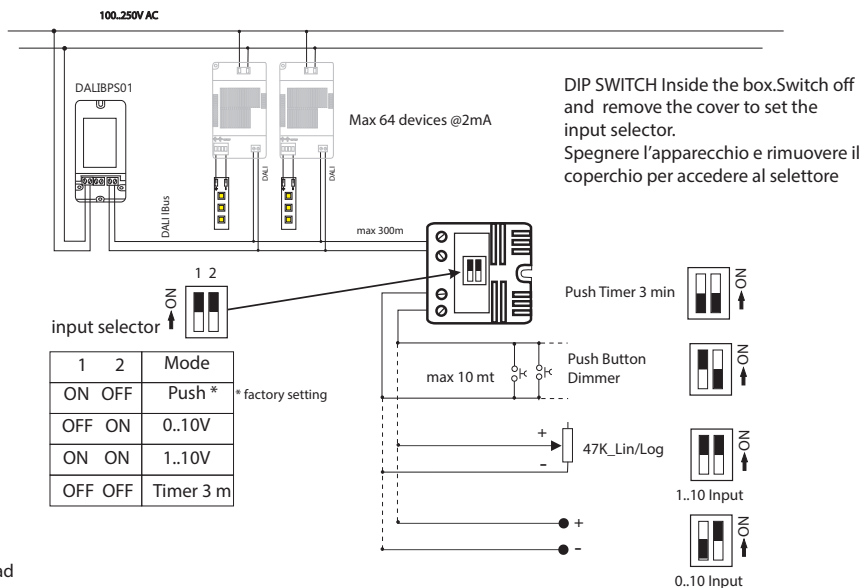 100..250V AC
DALIBPS01
Max 64 devices @2mA
DALI
DALI
DALI IBus
max 300m
DIP SWITCH Inside the box.Switch off
and remove the cover to set the
input selector.
Spegnere l'apparecchio e rimuovere il
coperchio per accedere al selettore
1 2
ON
input selector
1 2 Mode
ON OFF Push * * factory setting
OFF ON 0..10V
ON ON 1..10V
OFF OFF Timer 3 m
Push Timer 3 min
ON
max 10 mt
Push Button
Dimmer
ON
+
-
47K_Lin/Log
ON
1..10 Input
+
-
ON
0..10 Input
ad